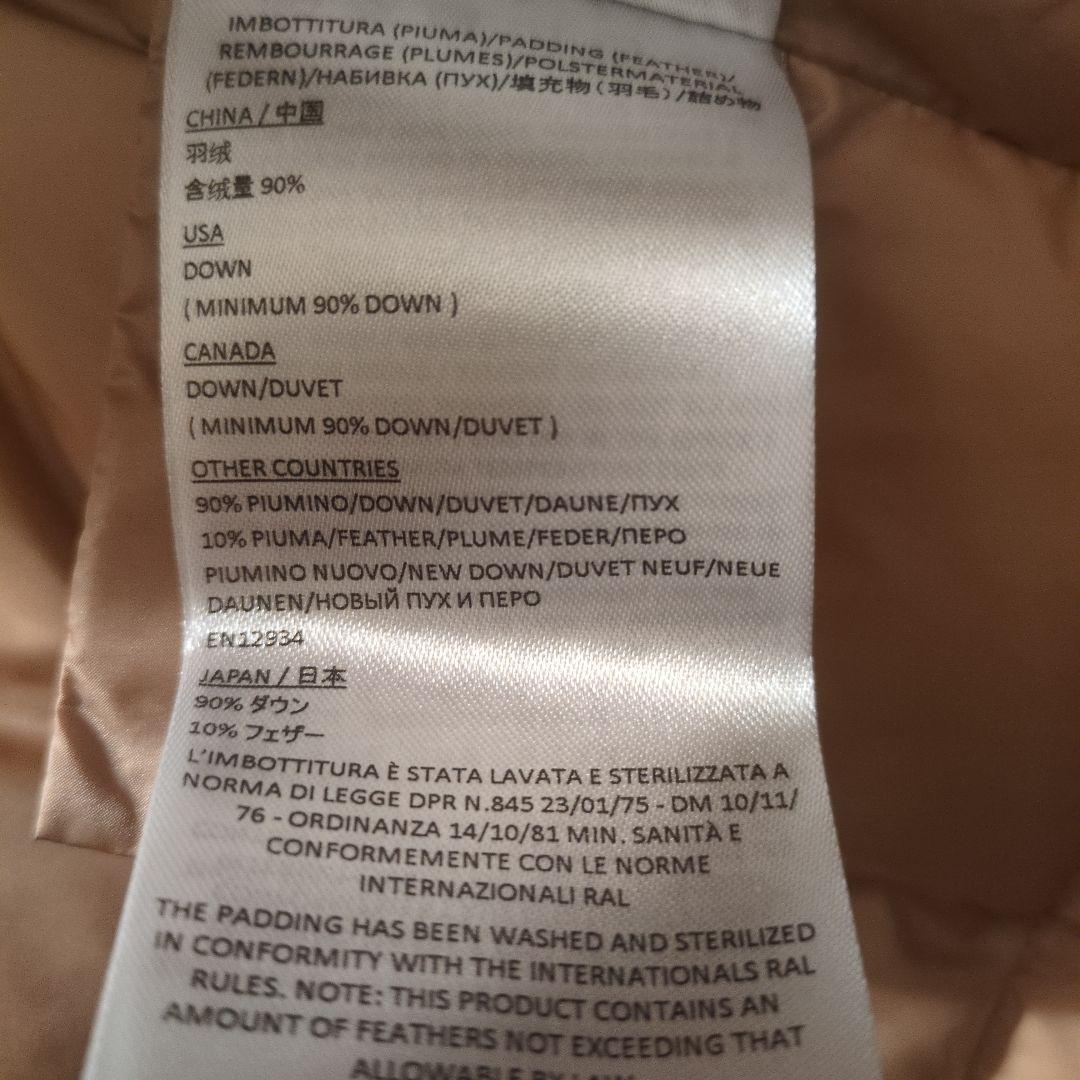 IMBOTTITURA (PIUMA)/PADDING (FEATHER)/
REMBOURRAGE (PLUMES)/POLSTERMATERIAL
(FEDERN)/НАБИВКА (ПУХ)/填充物(羽毛)/詰め物
CHINA / 中国
羽绒
含绒量 90%
USA
DOWN
( MINIMUM 90% DOWN )
CANADA
DOWN/DUVET
( MINIMUM 90% DOWN/DUVET )
OTHER COUNTRIES
90% PIUMINO/DOWN/DUVET/DAUNE/ПУХ
10% PIUMA/FEATHER/PLUME/FEDER/ПЕРО
PIUMINO NUOVO/NEW DOWN/DUVET NEUF/NEUE
DAUNEN/НОВЫЙ ПУХ И ПЕРО
EN12934
JAPAN / 日本
90% ダウン
10% フェザー
L'IMBOTTITURA È STATA LAVATA E STERILIZZATA A
NORMA DI LEGGE DPR N.845 23/01/75 - DM 10/11/
76 - ORDINANZA 14/10/81 MIN. SANITÀ E
CONFORMEMENTE CON LE NORME
INTERNAZIONALI RAL
THE PADDING HAS BEEN WASHED AND STERILIZED
IN CONFORMITY WITH THE INTERNATIONALS RAL
RULES. NOTE: THIS PRODUCT CONTAINS AN
AMOUNT OF FEATHERS NOT EXCEEDING THAT
ALLOWABLE BY LAW